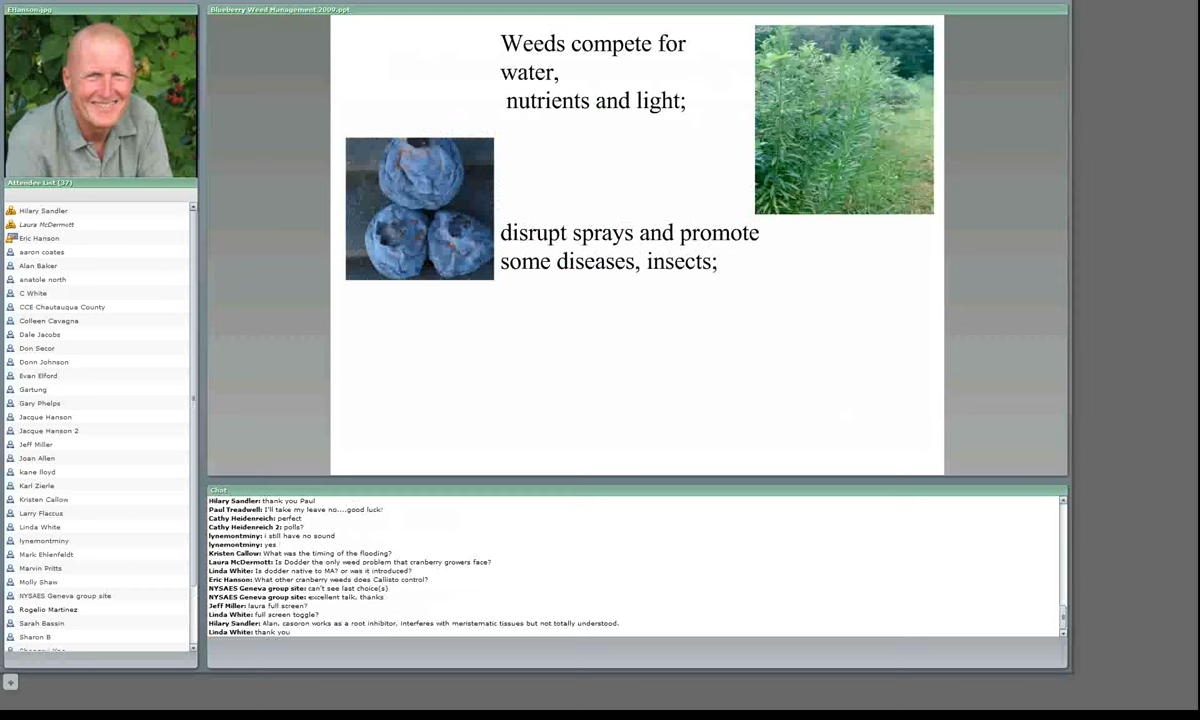 EHanson.jpg
Attendee List (37)
Hilary Sandler
Laura McDermott
Eric Hanson
aaron coates
Alan Baker
anatole north
C White
CCE Chautauqua County
Colleen Cavagna
Dale Jacobs
Don Secor
Donn Johnson
Evan Elford
Gartung
Gary Phelps
Jacque Hanson
Jacque Hanson 2
Jeff Miller
Joan Allen
kane lloyd
Karl Zierle
Kristen Callow
Larry Flaccus
Linda White
lynemontminy
Mark Ehlenfeldt
Marvin Pritts
Molly Shaw
NYSAES Geneva group site
Rogelio Martinez
Sarah Bassin
Sharon B
Blueberry Weed Management 2009.ppt
Weeds compete for
water,
nutrients and light;
disrupt sprays and promote
some diseases, insects;
Chat
Hilary Sandler: thank you Paul
Paul Treadwell: I'll take my leave no....good luck!
Cathy Heidenreich: perfect
Cathy Heidenreich 2: polls?
lynemontminy: i still have no sound
lynemontminy: yes
Kristen Callow: What was the timing of the flooding?
Laura McDermott: Is Dodder the only weed problem that cranberry growers face?
Linda White: Is dodder native to MA? or was it introduced?
Eric Hanson: What other cranberry weeds does Callisto control?
NYSAES Geneva group site: can't see last choice(s)
NYSAES Geneva group site: excellent talk, thanks
Jeff Miller: laura full screen?
Linda White: full screen toggle?
Hilary Sandler: Alan, casoron works as a root inhibitor, interferes with meristematic tissues but not totally understood.
Linda White: thank you